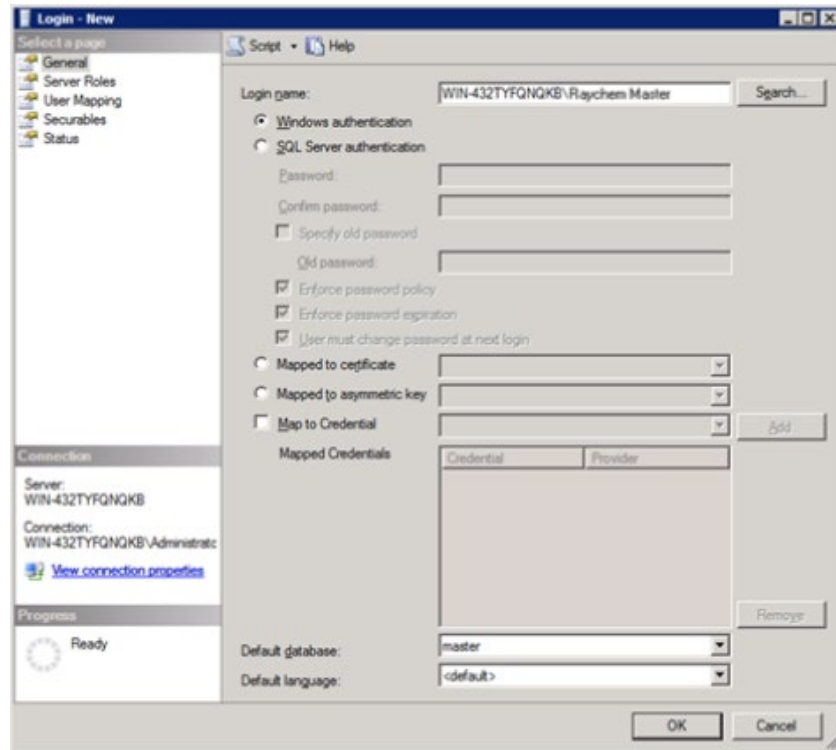 Login - New
Select a page
General
Server Roles
User Mapping
Securables
Status
Script Help
Login name: WIN-432TYFQNQKB\Raychem Master Search...
Windows authentication
SQL Server authentication
Password:
Confirm password:
Specify old password
Old password:
Enforce password policy
Enforce password expiration
User must change password at next login
Mapped to certificate
Mapped to asymmetric key
Map to Credential Add
Mapped Credentials Credential Provider
Remove
Default database: master
Default language: <default>
Connection
Server:
WIN-432TYFQNQKB
Connection:
WIN-432TYFQNQKB\Administratc
View connection properties
Progress
Ready
OK Cancel